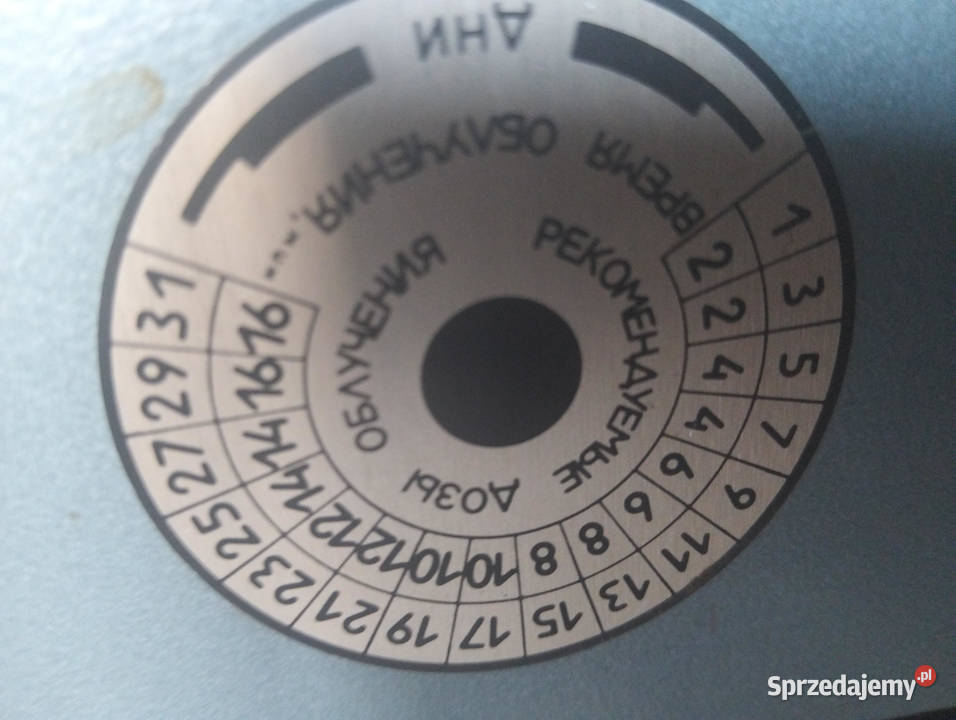 ДНИ
ВРЕМЯ ОБЛУЧЕНИЯ,
РЕКОМЕНДУЕМЫЕ ДОЗЫ ОБЛУЧЕНИЯ
1 3 5 7 9 11 13 15 17 19 21 23 25 27 29 31
2 2 4 4 6 6 8 8 10 10 12 12 14 14 16 16
Sprzedajemy.pl